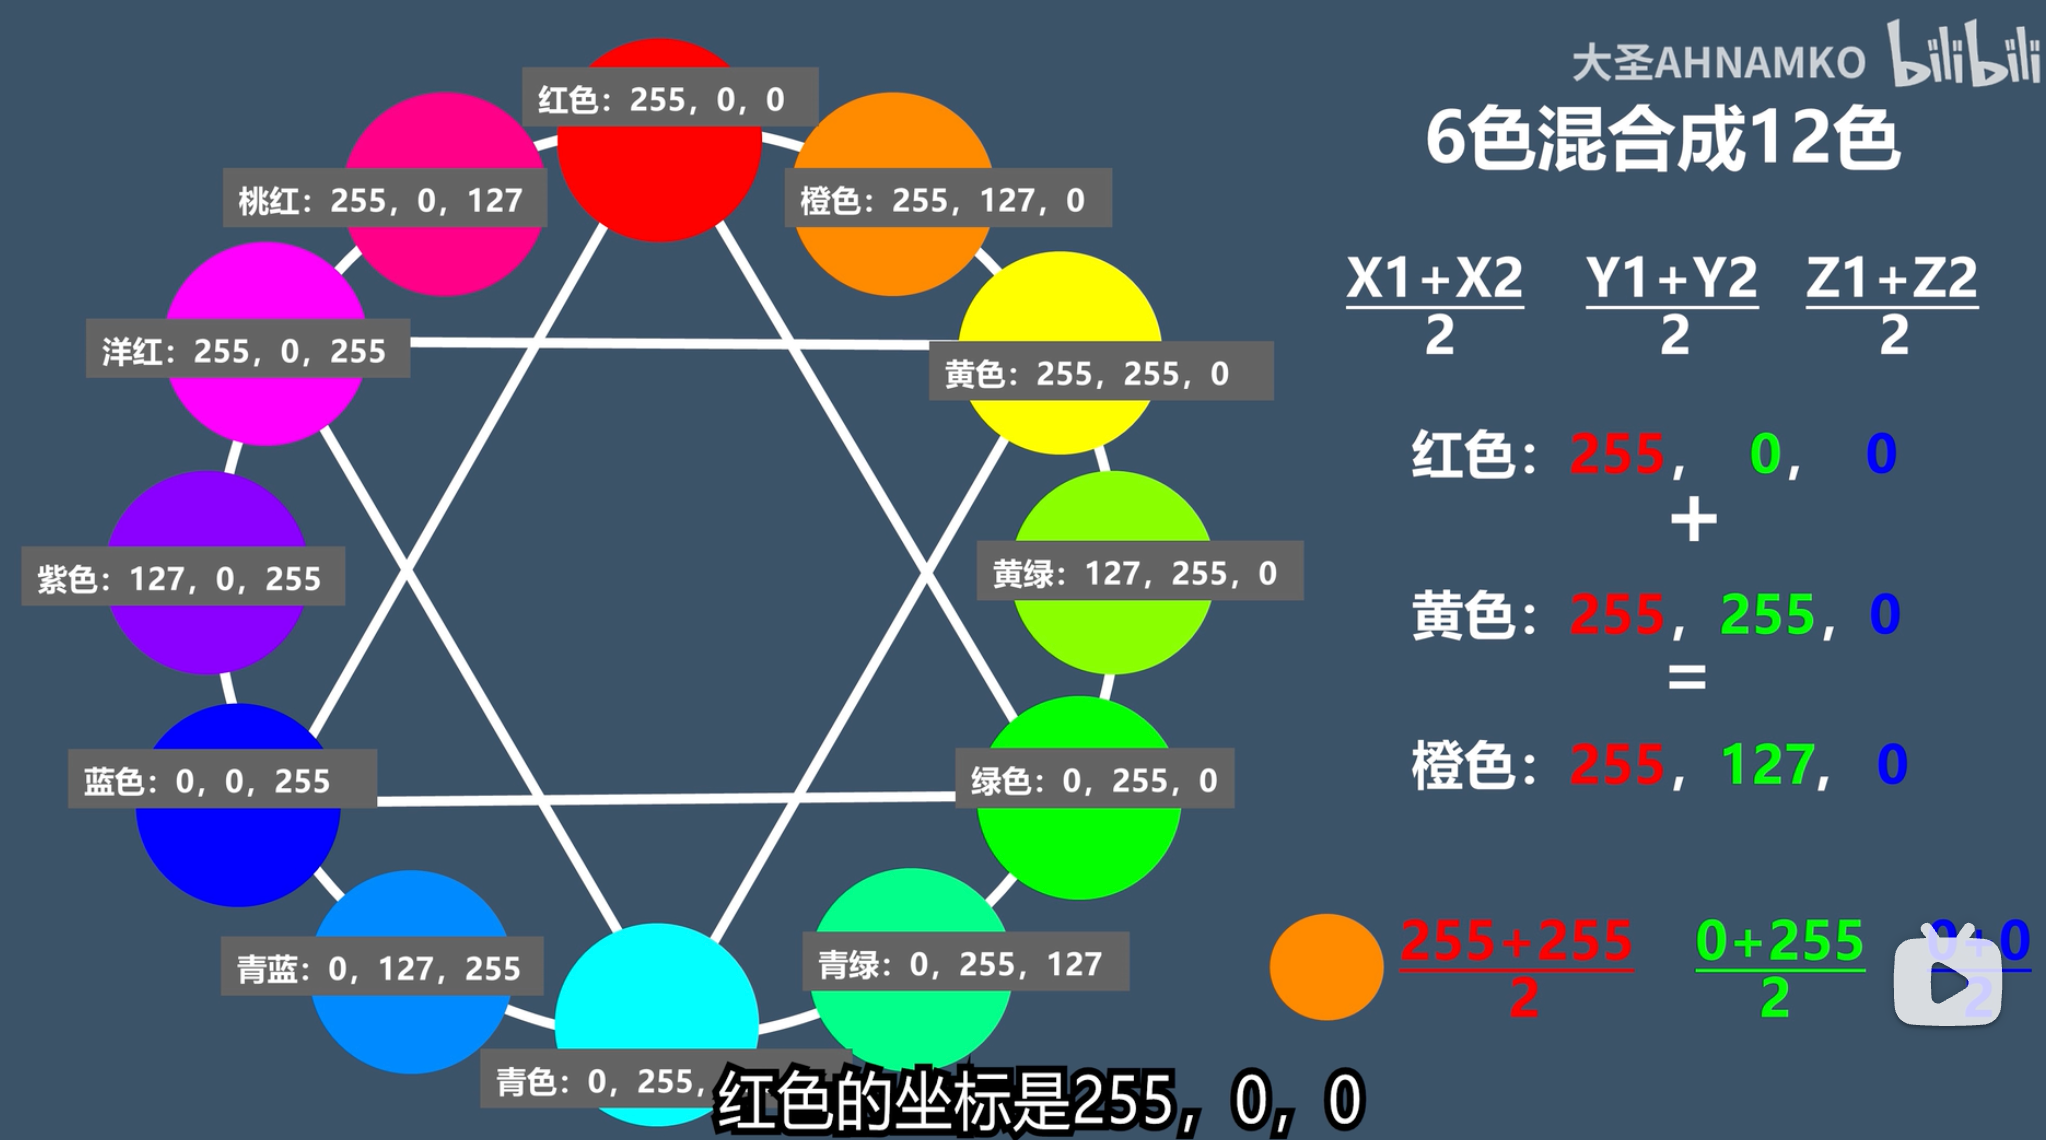 大圣AHNAMKO bilibili
6色混合成12色
红色：255，0，0
桃红：255，0，127
橙色：255，127，0
洋红：255，0，255
黄色：255，255，0
紫色：127，0，255
黄绿：127，255，0
蓝色：0，0，255
绿色：0，255，0
青蓝：0，127，255
青绿：0，255，127
青色：0，255，
X1+X2 Y1+Y2 Z1+Z2
2 2 2
红色：255， 0， 0
+
黄色：255，255，0
=
橙色：255，127， 0
255+255 0+255 0+0
2 2 2
红色的坐标是255，0，0